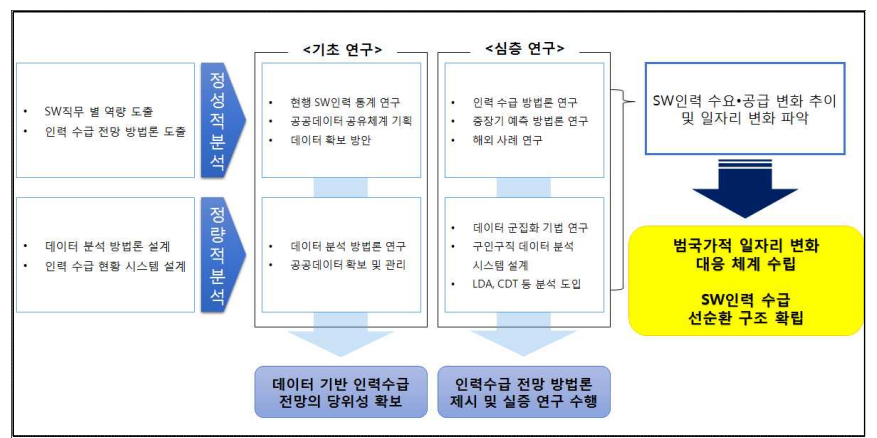 <기초 연구>
<심층 연구>
• SW직무 별 역량 도출
• 인력 수급 전망 방법론 도출
정성적분석
• 현행 SW인력 통계 연구
• 공공데이터 공유체계 기획
• 데이터 확보 방안
• 인력 수급 방법론 연구
• 중장기 예측 방법론 연구
• 해외 사례 연구
SW인력 수요•공급 변화 추이
및 일자리 변화 파악
• 데이터 분석 방법론 설계
• 인력 수급 현황 시스템 설계
정량적분석
• 데이터 분석 방법론 연구
• 공공데이터 확보 및 관리
• 데이터 군집화 기법 연구
• 구인구직 데이터 분석
시스템 설계
• LDA, CDT 등 분석 도입
범국가적 일자리 변화
대응 체계 수립
SW인력 수급
선순환 구조 확립
데이터 기반 인력수급
전망의 당위성 확보
인력수급 전망 방법론
제시 및 실증 연구 수행